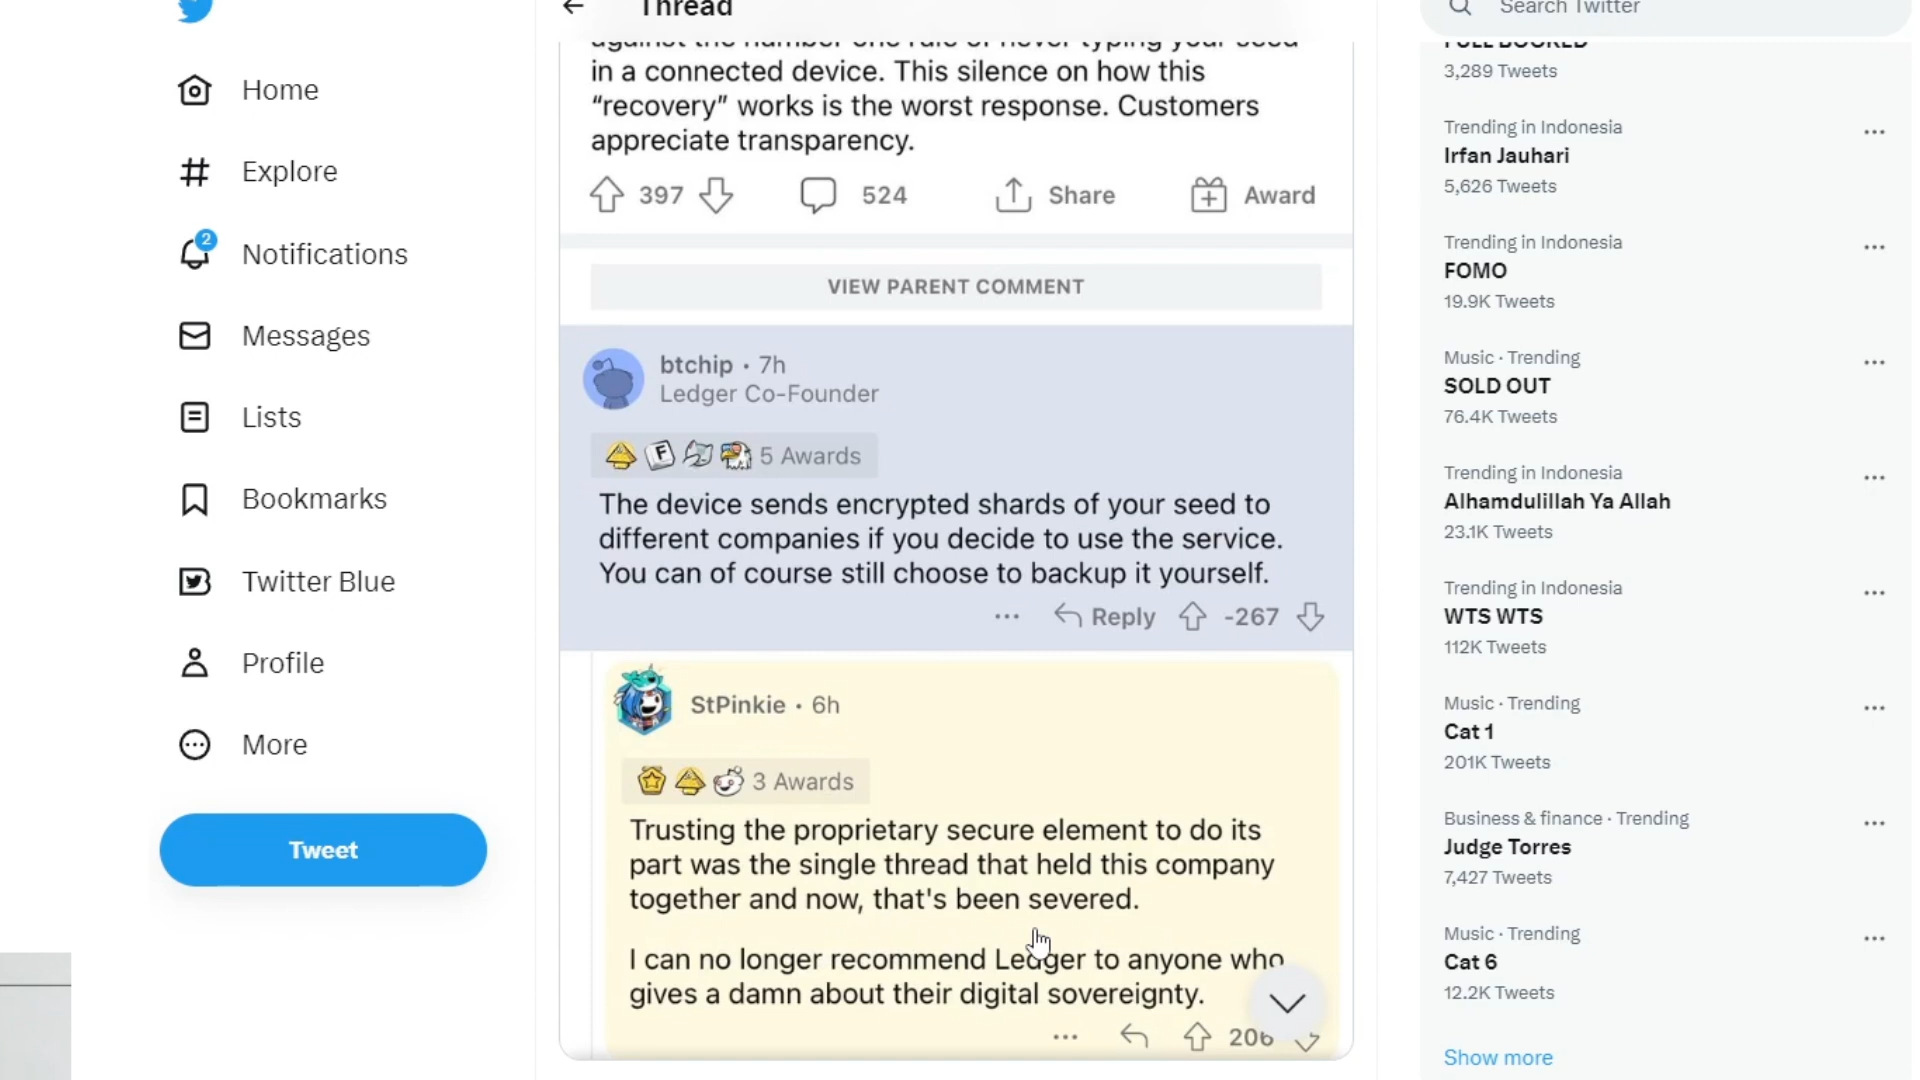 Home
Explore
2
Notifications
Messages
Lists
Bookmarks
Twitter Blue
Profile
More
Tweet
Thread
against the number one rule of never typing your seed
in a connected device. This silence on how this
“recovery” works is the worst response. Customers
appreciate transparency.
397
524
Share
Award
VIEW PARENT COMMENT
btchip • 7h
Ledger Co-Founder
F
5 Awards
The device sends encrypted shards of your seed to
different companies if you decide to use the service.
You can of course still choose to backup it yourself.
Reply
-267
StPinkie • 6h
3 Awards
Trusting the proprietary secure element to do its
part was the single thread that held this company
together and now, that's been severed.
I can no longer recommend Ledger to anyone who
gives a damn about their digital sovereignty.
206
Search Twitter
FULL BOOKED
3,289 Tweets
Trending in Indonesia
Irfan Jauhari
5,626 Tweets
Trending in Indonesia
FOMO
19.9K Tweets
Music · Trending
SOLD OUT
76.4K Tweets
Trending in Indonesia
Alhamdulillah Ya Allah
23.1K Tweets
Trending in Indonesia
WTS WTS
112K Tweets
Music · Trending
Cat 1
201K Tweets
Business & finance · Trending
Judge Torres
7,427 Tweets
Music · Trending
Cat 6
12.2K Tweets
Show more